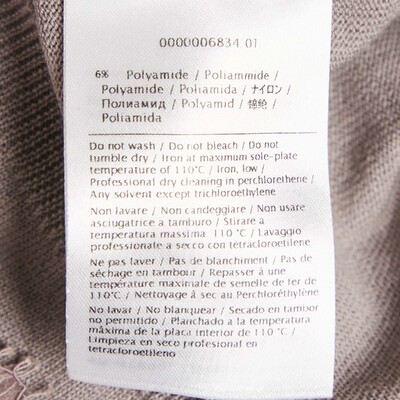 0000006834 01
6% Polyamide / Poliammide /
Polyamide / Poliamida / ナイロン /
Полиамид / Polyamid / 锦纶 /
Poliamida
Do not wash / Do not bleach / Do not
tumble dry / Iron at maximum sole-plate
temperature of 110°C / Iron, low /
Professional dry cleaning in perchlorethene /
Any solvent except trichloroethylene
Non lavare / Non candeggiare / Non usare
asciugatrice a tamburo / Stirare a
temperatura massima 110°C / Lavaggio
professionale a secco con tetracloroetilene
Ne pas laver / Pas de blanchiment / Pas de
séchage en tambour / Repasser à une
température maximale de semelle de fer de
110°C / Nettoyage à sec au Perchloréthylène
No lavar / No blanquear / Secado en tambor
no permitido / Planchado a la temperatura
máxima de la placa interior de 110°C /
Limpieza en seco profesional en
tetracloroetileno